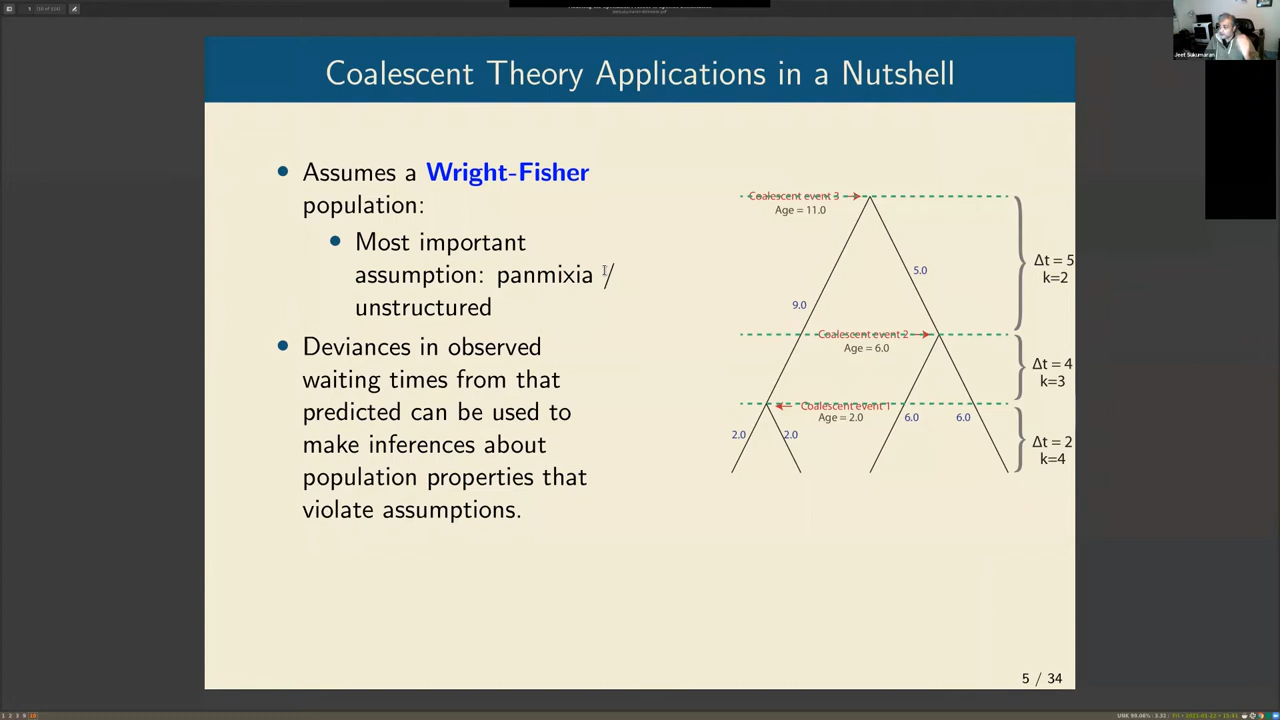 Coalescent Theory Applications in a Nutshell
Jeet Sukumaran
Assumes a Wright-Fisher
population:
Most important
assumption: panmixia /
unstructured
Deviances in observed
waiting times from that
predicted can be used to
make inferences about
population properties that
violate assumptions.
Coalescent event 3
Age = 11.0
5.0
Δt = 5
k=2
9.0
Coalescent event 2
Age = 6.0
Δt = 4
k=3
Coalescent event 1
Age = 2.0
6.0
6.0
2.0
2.0
Δt = 2
k=4
5 / 34